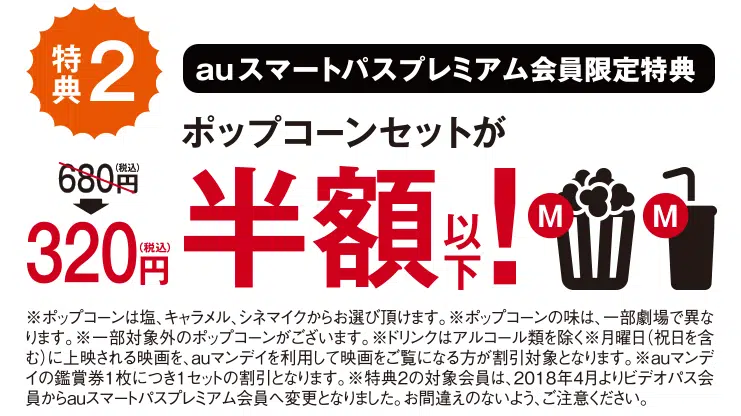 特典2
auスマートパスプレミアム会員限定特典
ポップコーンセットが
680円(税込)
320円(税込)
半額以下!
M
M
※ポップコーンは塩、キャラメル、シネマイクからお選び頂けます。※ポップコーンの味は、一部劇場で異な
ります。※一部対象外のポップコーンがございます。※ドリンクはアルコール類を除く※月曜日(祝日を含
む)に上映される映画を、auマンデイを利用して映画をご覧になる方が割引対象となります。※auマンデ
イの鑑賞券1枚につき1セットの割引となります。※特典2の対象会員は、2018年4月よりビデオパス会
員からauスマートパスプレミアム会員へ変更となりました。お間違えのないよう、ご注意ください。